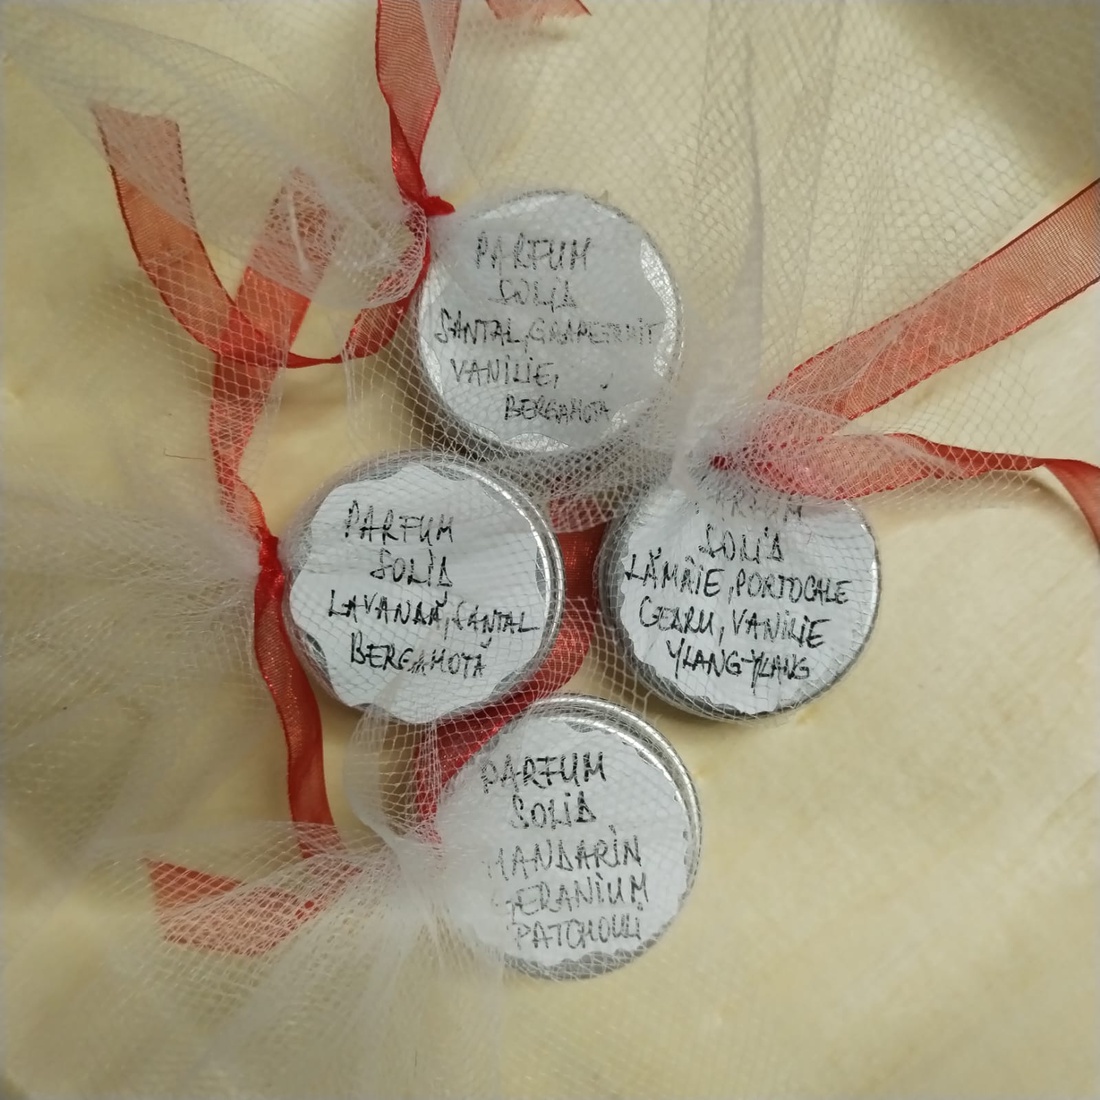 PARFUM
SOLID
SANTAL, GRAPEFRUIT
VANILIE,
BERGAMOTĂ
PARFUM
SOLID
LAVANDĂ, SANTAL
BERGAMOTĂ
PARFUM
SOLID
LĂMÂIE, PORTOCALE
CEDRU, VANILIE
YLANG-YLANG
PARFUM
SOLID
MANDARIN
GERANIUM
PATCHOULI